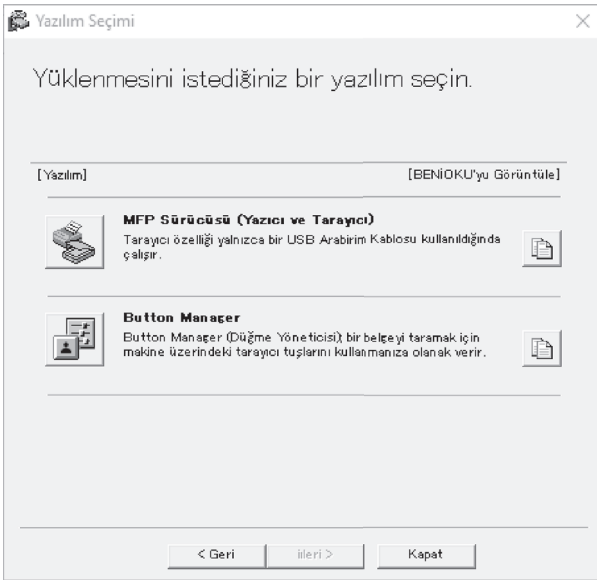 Yazılım Seçimi
Yüklenmesini istediğiniz bir yazılım seçin.
[Yazılım] [BENİOKU'yu Görüntüle]
MFP Sürücüsü (Yazıcı ve Tarayıcı)
Tarayıcı özelliği yalnızca bir USB Arabirim Kablosu kullanıldığında
çalışır.
Button Manager
Button Manager (Düğme Yöneticisi), bir belgeyi taramak için
makine üzerindeki tarayıcı tuşlarını kullanmanıza olanak verir.
< Geri İlleri > Kapat